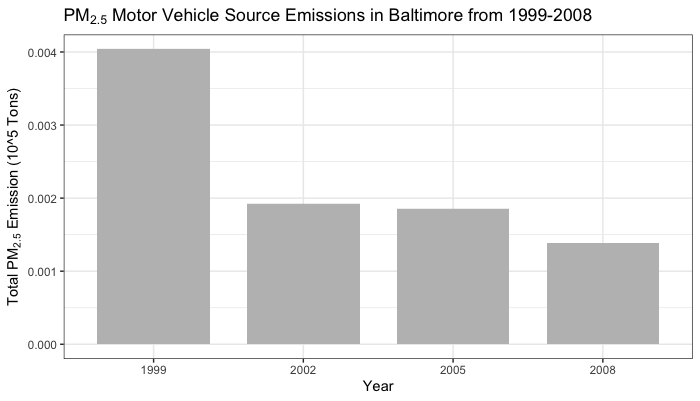 PM2.5 Motor Vehicle Source Emissions in Baltimore from 1999-2008
Total PM2.5 Emission (10^5 Tons)
0.004
0.003
0.002
0.001
0.000
1999 2002 2005 2008
Year